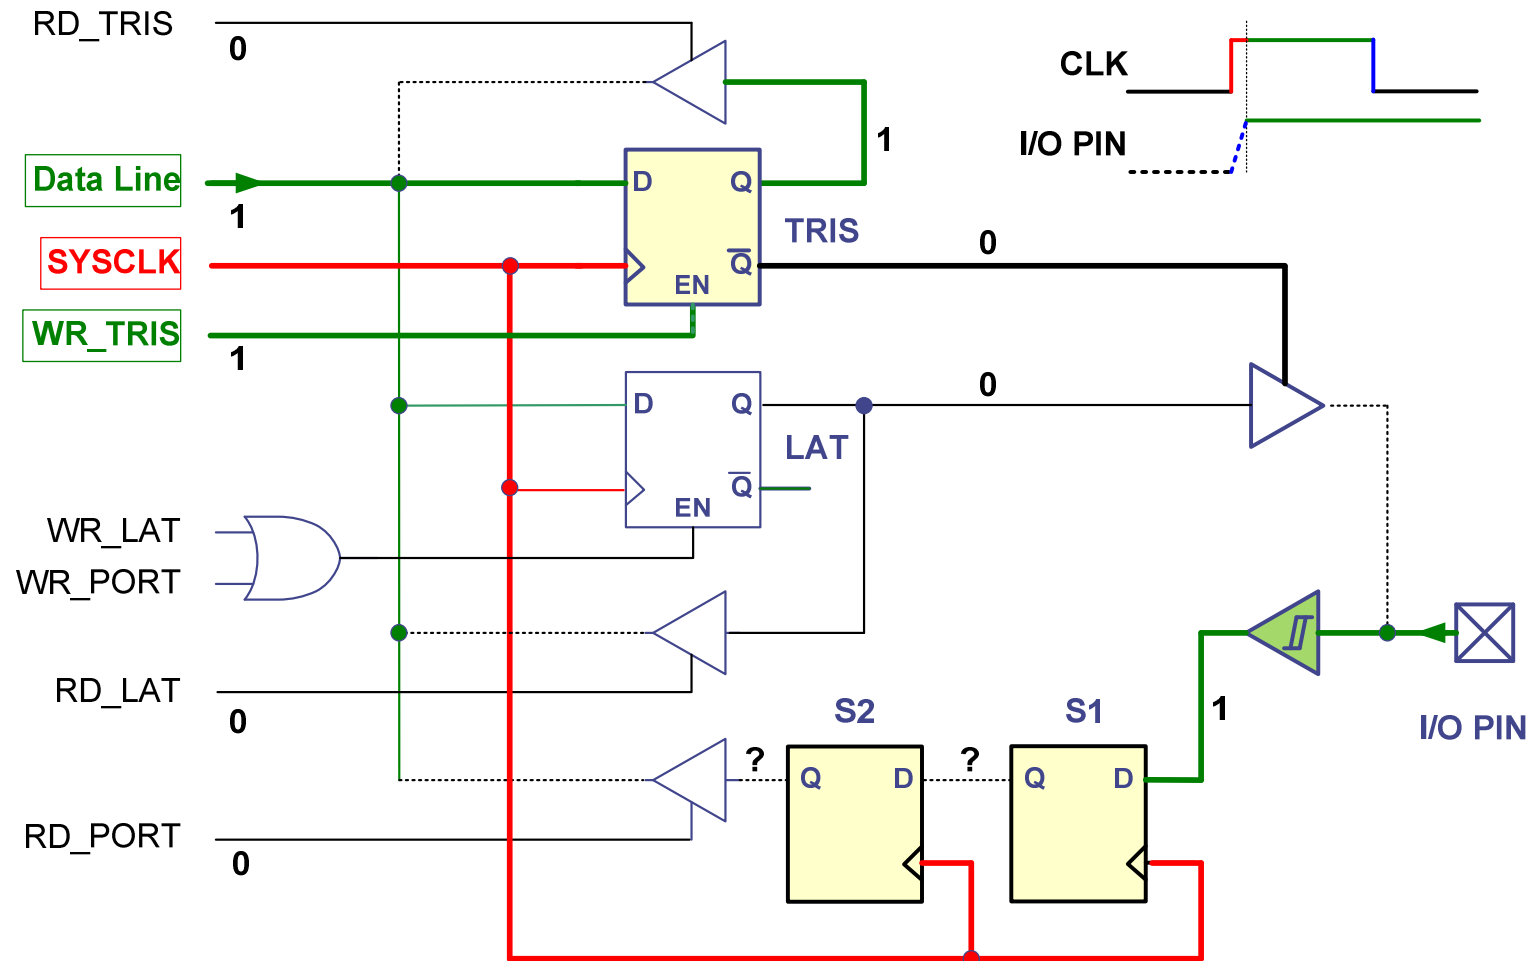 RD_TRIS
0
CLK
I/O PIN
1
Data Line
1
D
Q
TRIS
SYSCLK
Q
0
EN
WR_TRIS
1
D
Q
0
LAT
Q
EN
WR_LAT
WR_PORT
RD_LAT
0
S2
S1
1
I/O PIN
?
?
Q
D
Q
D
RD_PORT
0